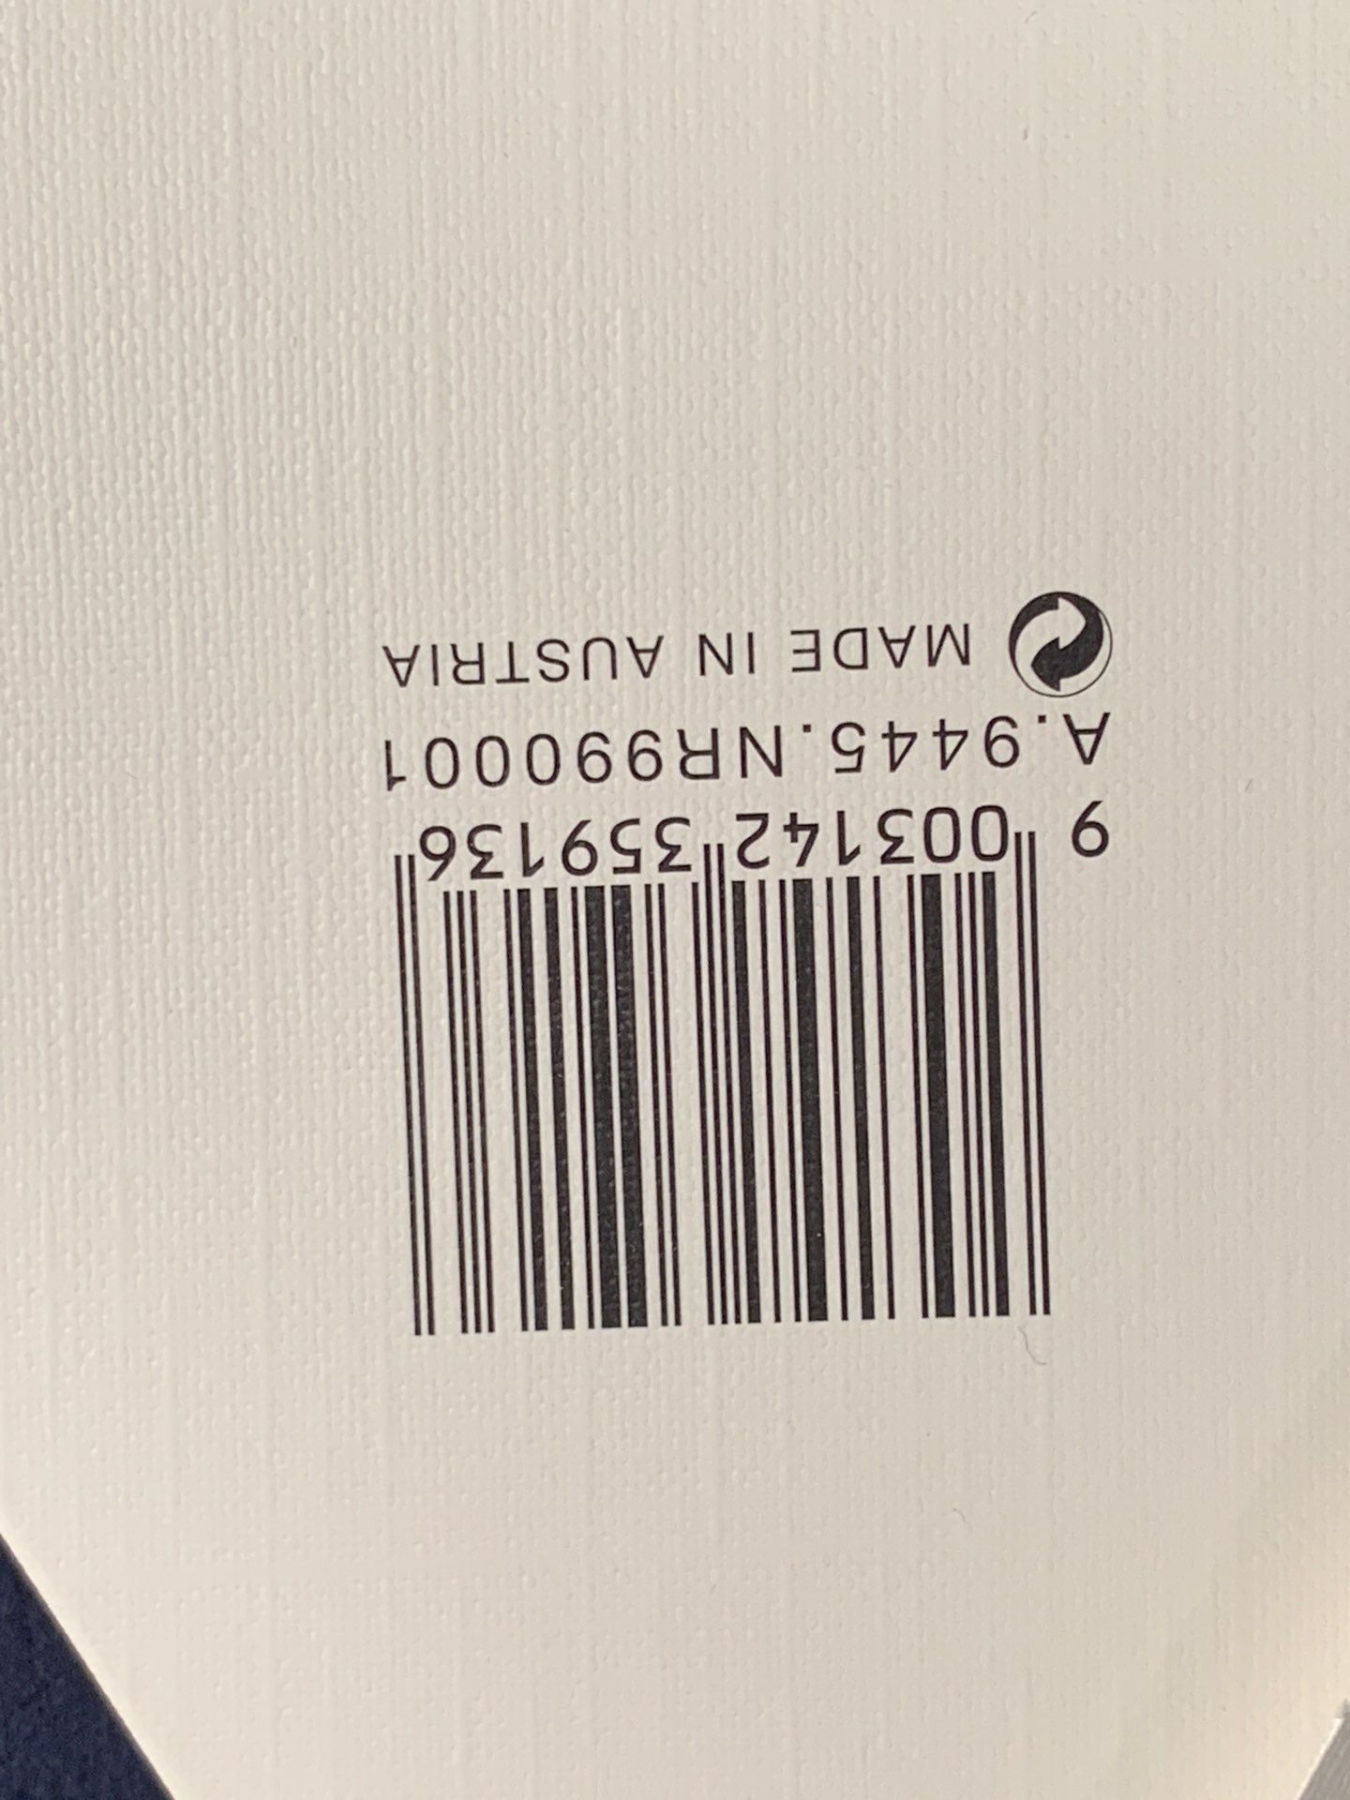 9 003142 359136
A.9445.NR990001
MADE IN AUSTRIA